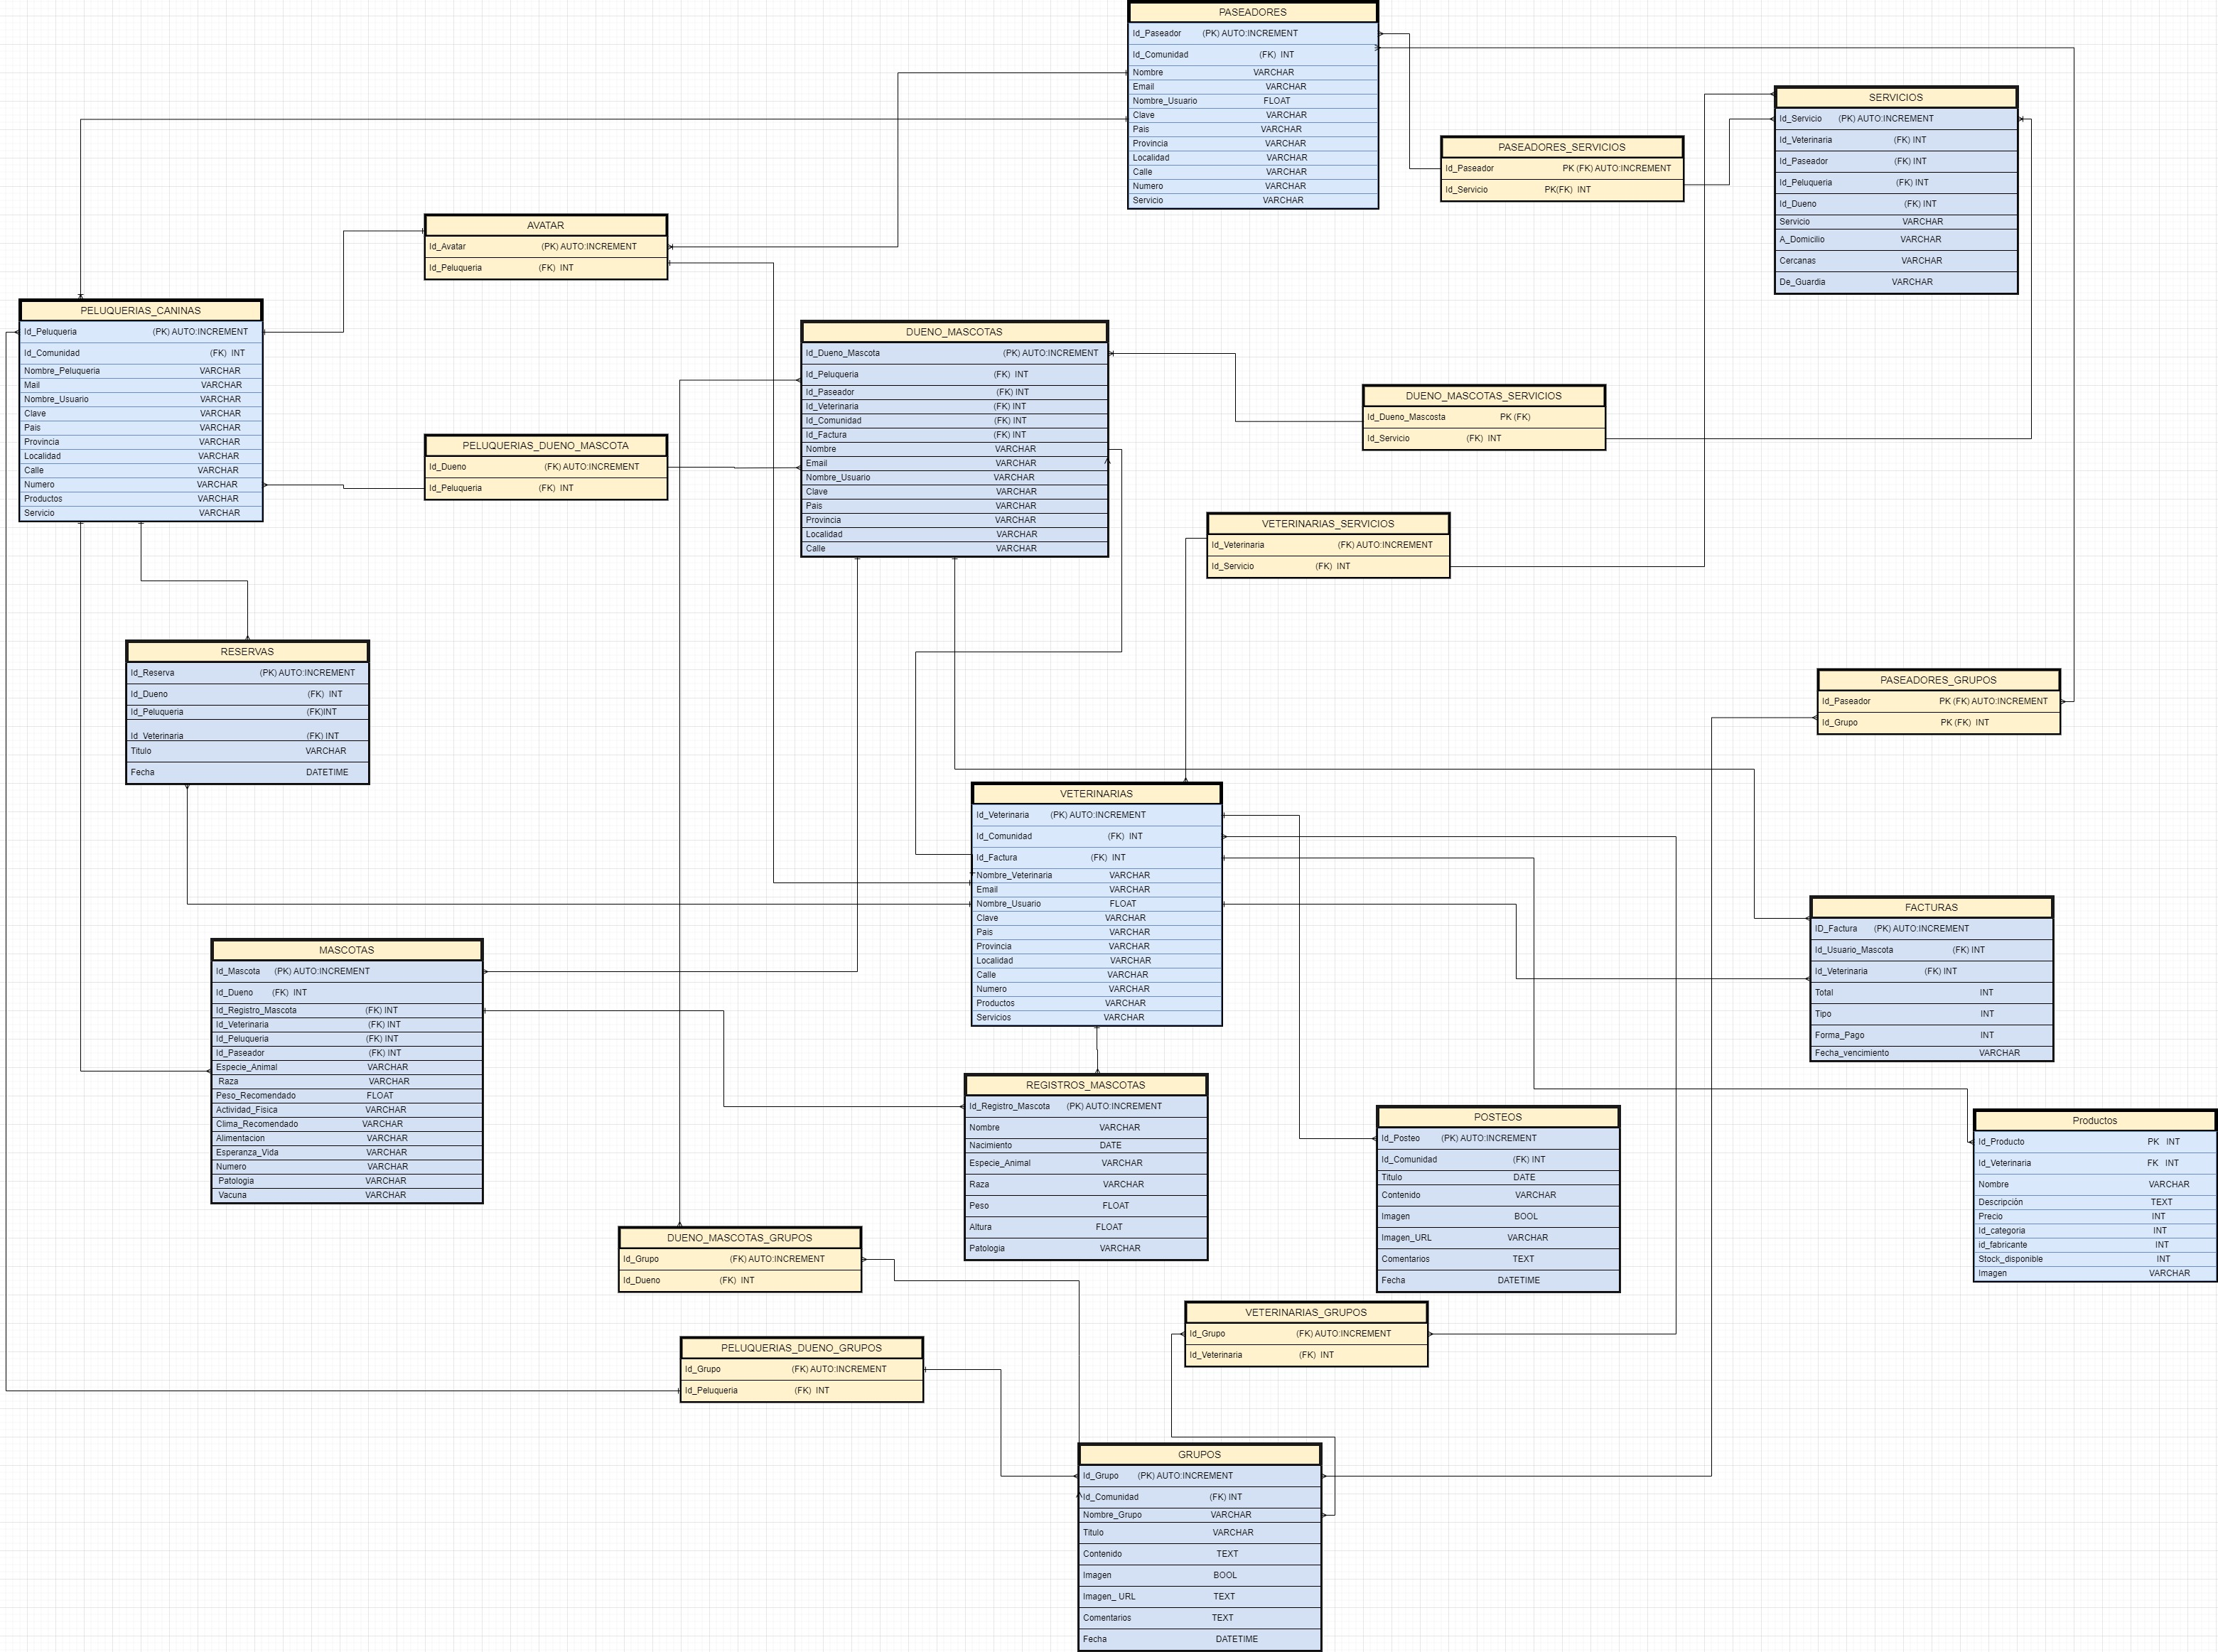 PASEADORES
Id_Paseador (PK) AUTO:INCREMENT
Id_Comunidad (FK) INT
Nombre VARCHAR
Email VARCHAR
Nombre_Usuario FLOAT
Clave VARCHAR
Pais VARCHAR
Provincia VARCHAR
Localidad VARCHAR
Calle VARCHAR
Numero VARCHAR
Servicio VARCHAR
SERVICIOS
Id_Servicio (PK) AUTO:INCREMENT
Id_Veterinaria (FK) INT
Id_Paseador (FK) INT
Id_Peluqueria (FK) INT
Id_Dueno (FK) INT
Servicio VARCHAR
A_Domicilio VARCHAR
Cercanas VARCHAR
De_Guardia VARCHAR
PASEADORES_SERVICIOS
Id_Paseador PK (FK) AUTO:INCREMENT
Id_Servicio PK(FK) INT
AVATAR
Id_Avatar (PK) AUTO:INCREMENT
Id_Peluqueria (FK) INT
PELUQUERIAS_CANINAS
Id_Peluqueria (PK) AUTO:INCREMENT
Id_Comunidad (FK) INT
Nombre_Peluqueria VARCHAR
Mail VARCHAR
Nombre_Usuario VARCHAR
Clave VARCHAR
Pais VARCHAR
Provincia VARCHAR
Localidad VARCHAR
Calle VARCHAR
Numero VARCHAR
Productos VARCHAR
Servicio VARCHAR
DUENO_MASCOTAS
Id_Dueno_Mascota (PK) AUTO:INCREMENT
Id_Peluqueria (FK) INT
Id_Paseador (FK) INT
Id_Veterinaria (FK) INT
Id_Comunidad (FK) INT
Id_Factura (FK) INT
Nombre VARCHAR
Email VARCHAR
Nombre_Usuario VARCHAR
Clave VARCHAR
Pais VARCHAR
Provincia VARCHAR
Localidad VARCHAR
Calle VARCHAR
DUENO_MASCOTAS_SERVICIOS
Id_Dueno_Mascosta PK (FK)
Id_Servicio (FK) INT
PELUQUERIAS_DUENO_MASCOTA
Id_Dueno (FK) AUTO:INCREMENT
Id_Peluqueria (FK) INT
VETERINARIAS_SERVICIOS
Id_Veterinaria (FK) AUTO:INCREMENT
Id_Servicio (FK) INT
RESERVAS
Id_Reserva (PK) AUTO:INCREMENT
Id_Dueno (FK) INT
Id_Peluqueria (FK)INT
Id_Veterinaria (FK) INT
Titulo VARCHAR
Fecha DATETIME
PASEADORES_GRUPOS
Id_Paseador PK (FK) AUTO:INCREMENT
Id_Grupo PK (FK) INT
VETERINARIAS
Id_Veterinaria (PK) AUTO:INCREMENT
Id_Comunidad (FK) INT
Id_Factura (FK) INT
Nombre_Veterinaria VARCHAR
Email VARCHAR
Nombre_Usuario FLOAT
Clave VARCHAR
Pais VARCHAR
Provincia VARCHAR
Localidad VARCHAR
Calle VARCHAR
Numero VARCHAR
Productos VARCHAR
Servicios VARCHAR
FACTURAS
ID_Factura (PK) AUTO:INCREMENT
Id_Usuario_Mascota (FK) INT
Id_Veterinaria (FK) INT
Total INT
Tipo INT
Forma_Pago INT
Fecha_vencimiento VARCHAR
MASCOTAS
Id_Mascota (PK) AUTO:INCREMENT
Id_Dueno (FK) INT
Id_Registro_Mascota (FK) INT
Id_Veterinaria (FK) INT
Id_Peluqueria (FK) INT
Id_Paseador (FK) INT
Especie_Animal VARCHAR
Raza VARCHAR
Peso_Recomendado FLOAT
Actividad_Fisica VARCHAR
Clima_Recomendado VARCHAR
Alimentacion VARCHAR
Esperanza_Vida VARCHAR
Numero VARCHAR
Patologia VARCHAR
Vacuna VARCHAR
REGISTROS_MASCOTAS
Id_Registro_Mascota (PK) AUTO:INCREMENT
Nombre VARCHAR
Nacimiento DATE
Especie_Animal VARCHAR
Raza VARCHAR
Peso FLOAT
Altura FLOAT
Patologia VARCHAR
POSTEOS
Id_Posteo (PK) AUTO:INCREMENT
Id_Comunidad (FK) INT
Titulo DATE
Contenido VARCHAR
Imagen BOOL
Imagen_URL VARCHAR
Comentarios TEXT
Fecha DATETIME
Productos
Id_Producto PK INT
Id_Veterinaria FK INT
Nombre VARCHAR
Descripción TEXT
Precio INT
Id_categoria INT
id_fabricante INT
Stock_disponible INT
Imagen VARCHAR
DUENO_MASCOTAS_GRUPOS
Id_Grupo (FK) AUTO:INCREMENT
Id_Dueno (FK) INT
VETERINARIAS_GRUPOS
Id_Grupo (FK) AUTO:INCREMENT
Id_Veterinaria (FK) INT
PELUQUERIAS_DUENO_GRUPOS
Id_Grupo (FK) AUTO:INCREMENT
Id_Peluqueria (FK) INT
GRUPOS
Id_Grupo (PK) AUTO:INCREMENT
Id_Comunidad (FK) INT
Nombre_Grupo VARCHAR
Titulo VARCHAR
Contenido TEXT
Imagen BOOL
Imagen_ URL TEXT
Comentarios TEXT
Fecha DATETIME